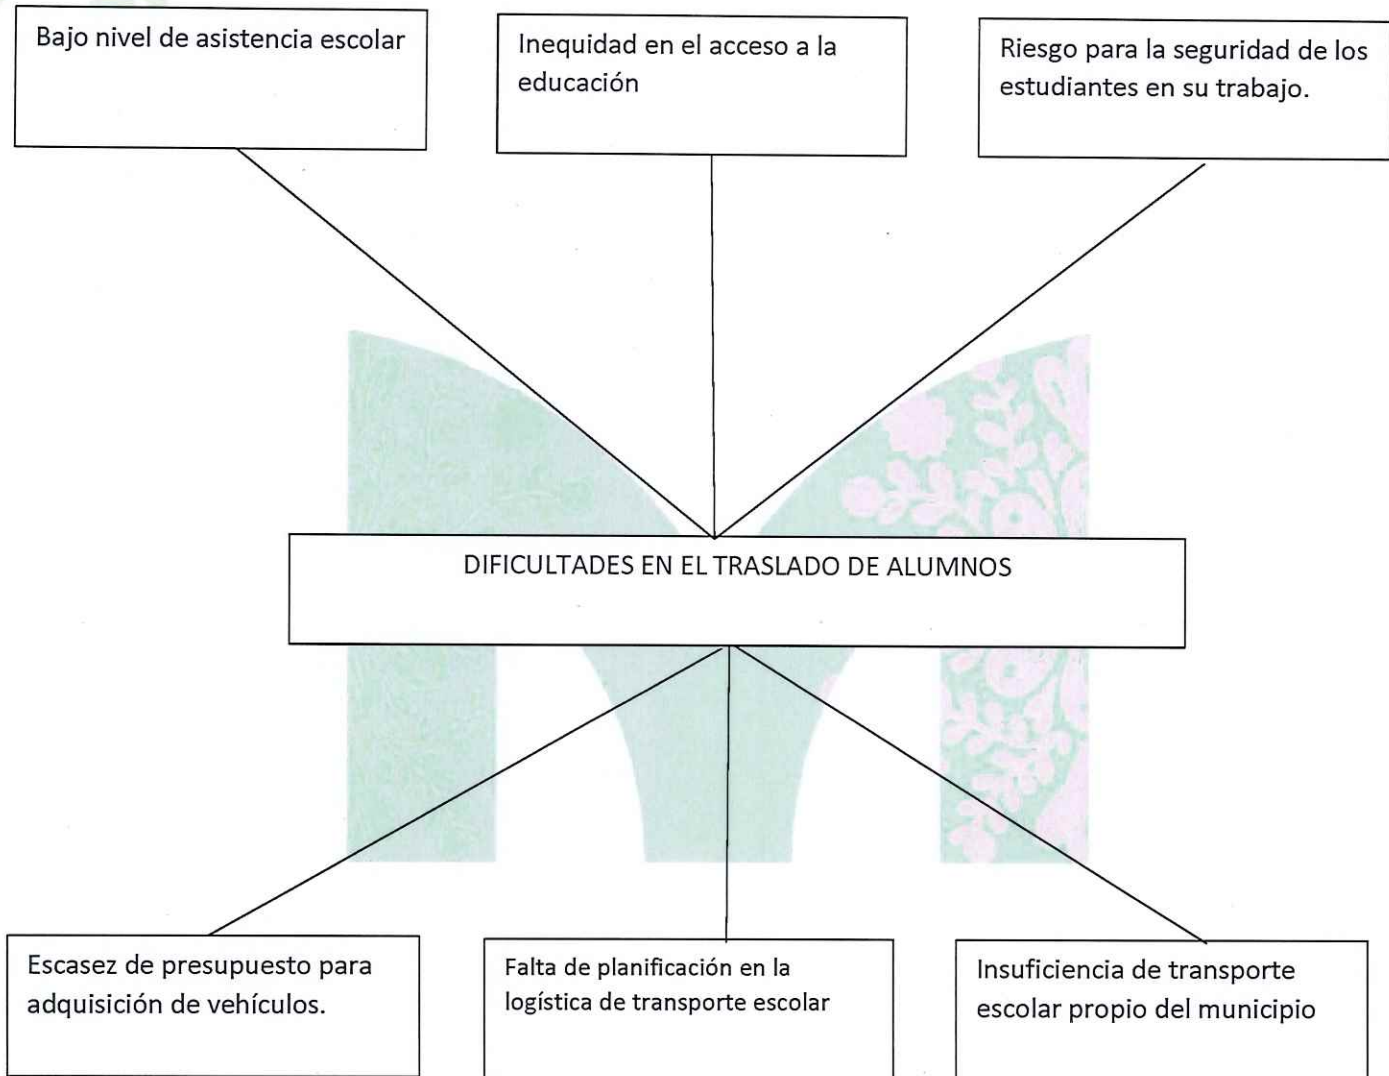 Bajo nivel de asistencia escolar
Inequidad en el acceso a la
educación
Riesgo para la seguridad de los
estudiantes en su trabajo.
DIFICULTADES EN EL TRASLADO DE ALUMNOS
Escasez de presupuesto para
adquisición de vehículos.
Falta de planificación en la
logística de transporte escolar
Insuficiencia de transporte
escolar propio del municipio